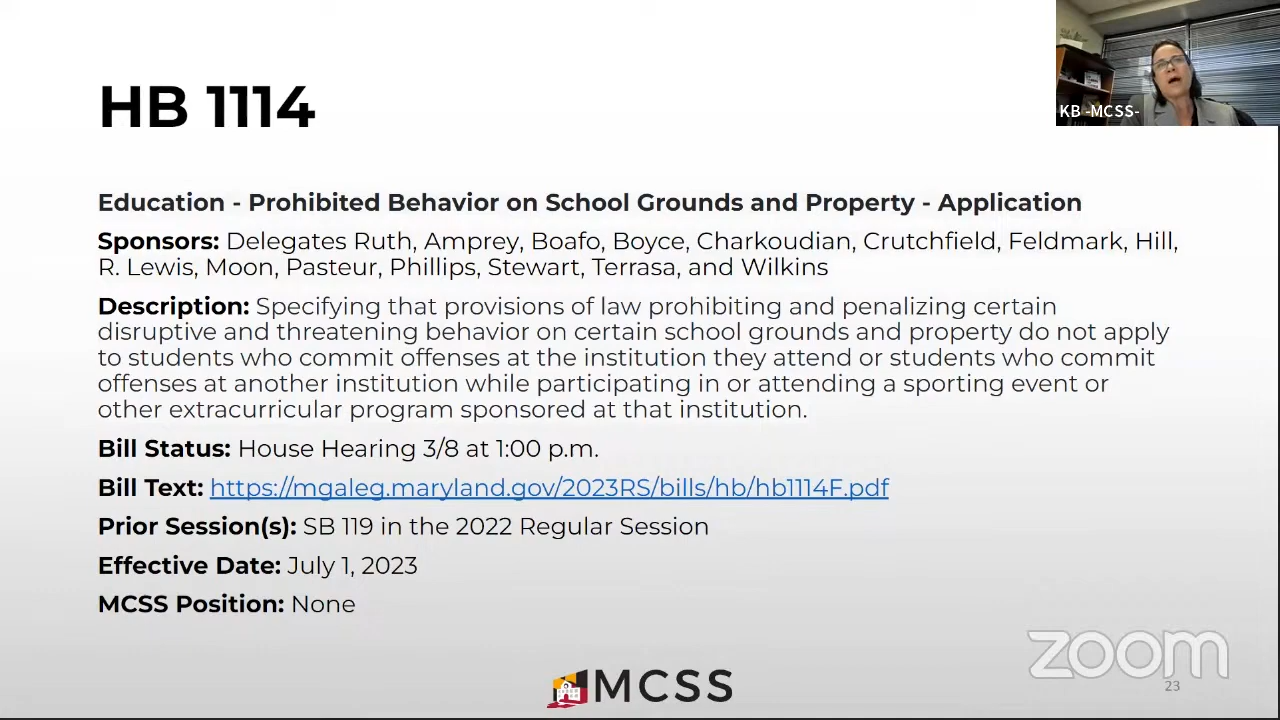 KB -MCSS-
HB 1114
Education - Prohibited Behavior on School Grounds and Property - Application
Sponsors: Delegates Ruth, Amprey, Boafo, Boyce, Charkoudian, Crutchfield, Feldmark, Hill,
R. Lewis, Moon, Pasteur, Phillips, Stewart, Terrasa, and Wilkins
Description: Specifying that provisions of law prohibiting and penalizing certain
disruptive and threatening behavior on certain school grounds and property do not apply
to students who commit offenses at the institution they attend or students who commit
offenses at another institution while participating in or attending a sporting event or
other extracurricular program sponsored at that institution.
Bill Status: House Hearing 3/8 at 1:00 p.m.
Bill Text: https://mgaleg.maryland.gov/2023RS/bills/hb/hb1114F.pdf
Prior Session(s): SB 119 in the 2022 Regular Session
Effective Date: July 1, 2023
MCSS Position: None
zoom
23
MCSS